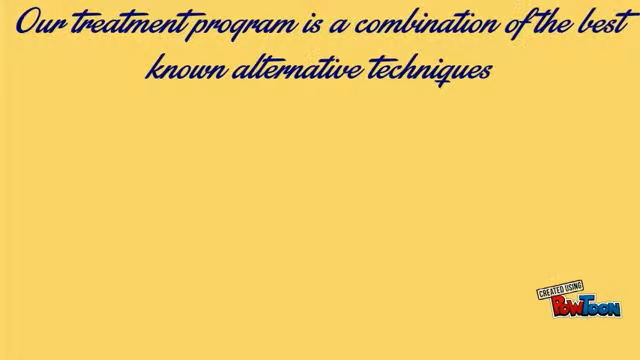 Our treatment program is a combination of the best
known alternative techniques
CREATED USING
POWTOON